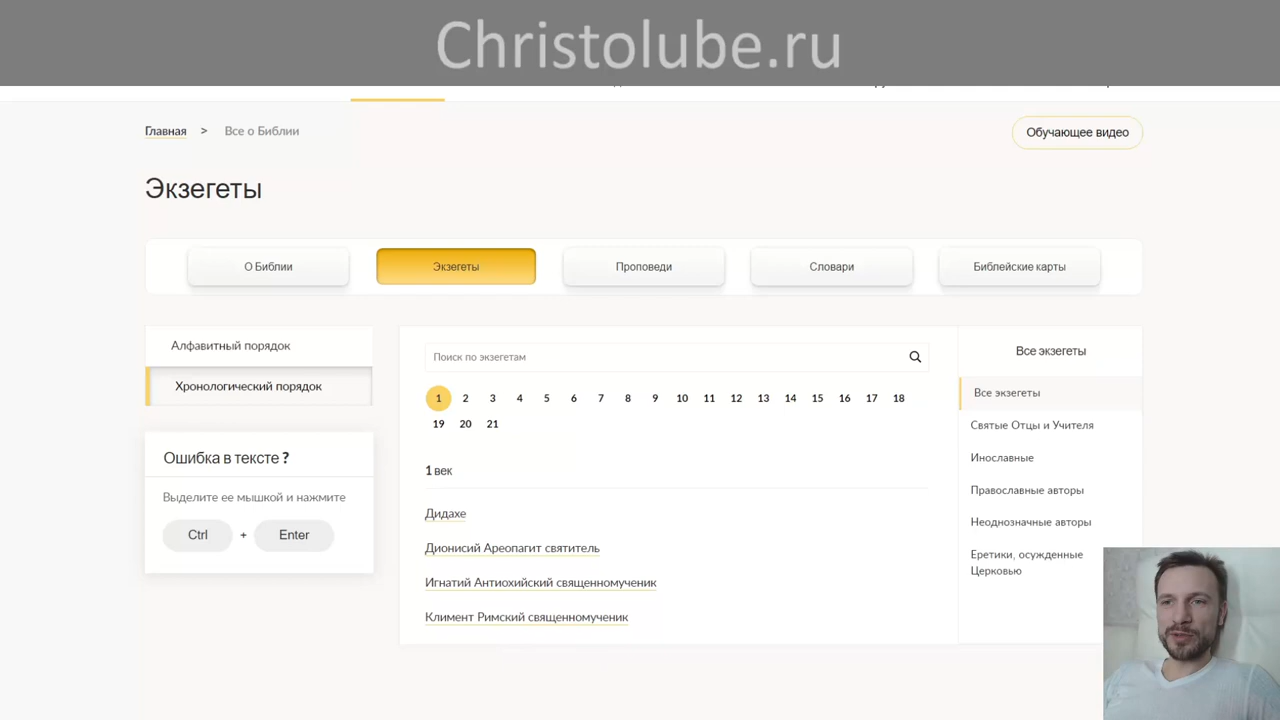 Christolube.ru
Главная > Все о Библии
Обучающее видео
Экзегеты
О Библии
Экзегеты
Проповеди
Словари
Библейские карты
Алфавитный порядок
Хронологический порядок
Ошибка в тексте ?
Выделите ее мышкой и нажмите
Ctrl + Enter
Поиск по экзегетам
1 2 3 4 5 6 7 8 9 10 11 12 13 14 15 16 17 18
19 20 21
1 век
Дидахе
Дионисий Ареопагит святитель
Игнатий Антиохийский священномученик
Климент Римский священномученик
Все экзегеты
Все экзегеты
Святые Отцы и Учителя
Инославные
Православные авторы
Неоднозначные авторы
Еретики, осужденные
Церковью